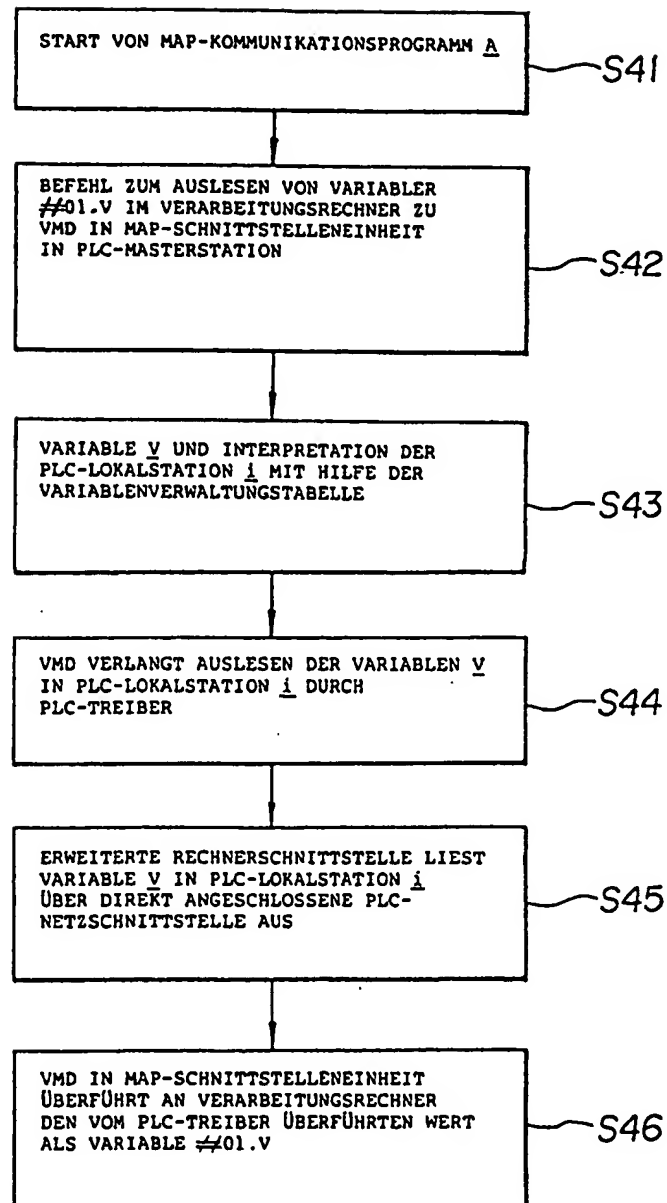 START VON MAP-KOMMUNIKATIONSPROGRAMM A
S41
BEFEHL ZUM AUSLESEN VON VARIABLER
#01.V IM VERARBEITUNGSRECHNER ZU
VMD IN MAP-SCHNITTSTELLENEINHEIT
IN PLC-MASTERSTATION
S42
VARIABLE V UND INTERPRETATION DER
PLC-LOKALSTATION i MIT HILFE DER
VARIABLENVERWALTUNGSTABELLE
S43
VMD VERLANGT AUSLESEN DER VARIABLEN V
IN PLC-LOKALSTATION i DURCH
PLC-TREIBER
S44
ERWEITERTE RECHNERSCHNITTSTELLE LIEST
VARIABLE V IN PLC-LOKALSTATION i
ÜBER DIREKT ANGESCHLOSSENE PLC-
NETZSCHNITTSTELLE AUS
S45
VMD IN MAP-SCHNITTSTELLENEINHEIT
ÜBERFÜHRT AN VERARBEITUNGSRECHNER
DEN VOM PLC-TREIBER ÜBERFÜHRTEN WERT
ALS VARIABLE #01.V
S46